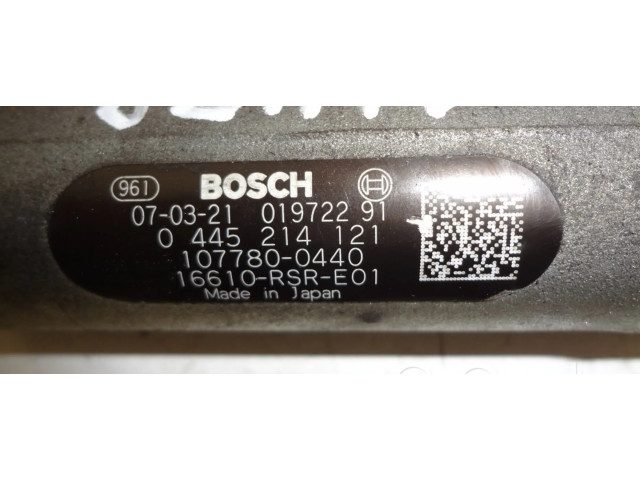 961 BOSCH
07-03-21 019722 91
0 445 214 121
107780-0440
16610-RSR-E01
Made in Japan